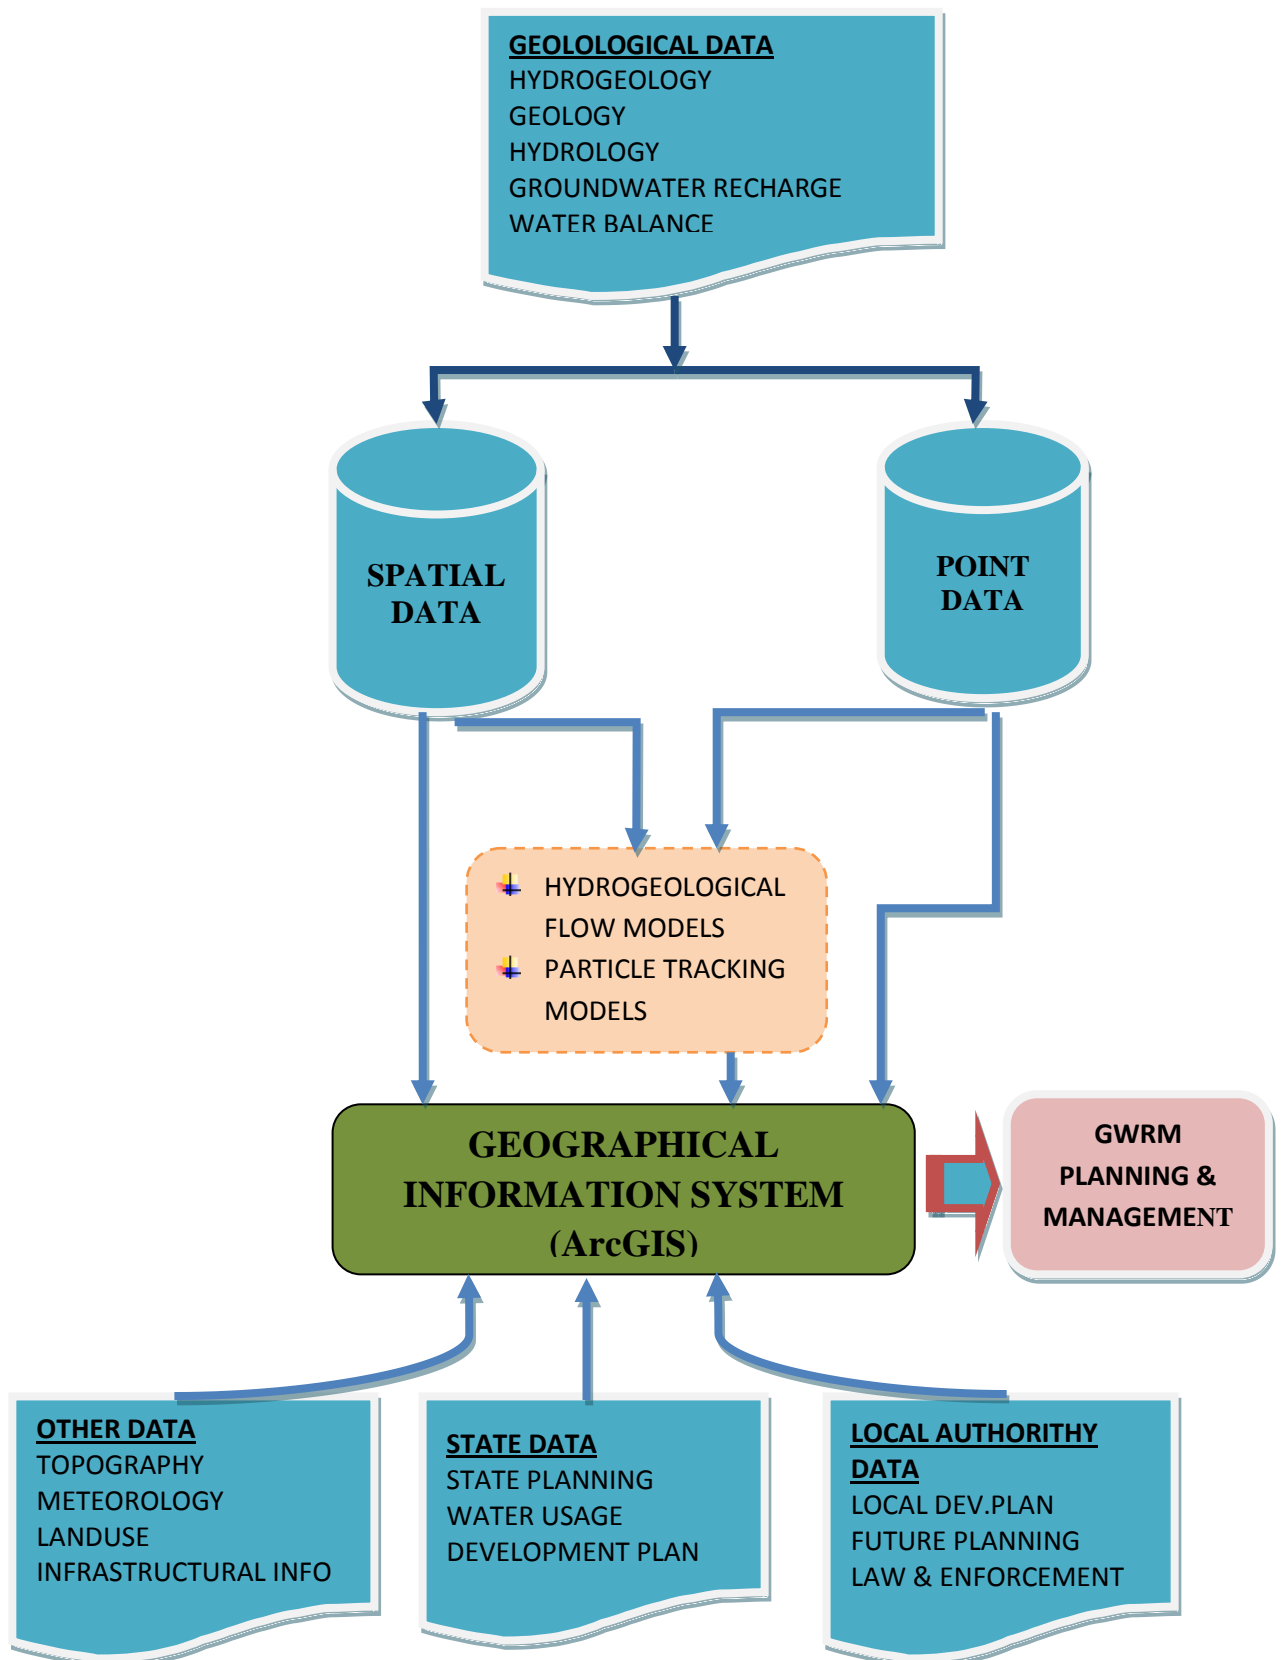 GEOLOLOGICAL DATA
HYDROGEOLOGY
GEOLOGY
HYDROLOGY
GROUNDWATER RECHARGE
WATER BALANCE
SPATIAL
DATA
POINT
DATA
HYDROGEOLOGICAL
FLOW MODELS
PARTICLE TRACKING
MODELS
GEOGRAPHICAL
INFORMATION SYSTEM
(ArcGIS)
GWRM
PLANNING &
MANAGEMENT
OTHER DATA
TOPOGRAPHY
METEOROLOGY
LANDUSE
INFRASTRUCTURAL INFO
STATE DATA
STATE PLANNING
WATER USAGE
DEVELOPMENT PLAN
LOCAL AUTHORITHY
DATA
LOCAL DEV.PLAN
FUTURE PLANNING
LAW & ENFORCEMENT